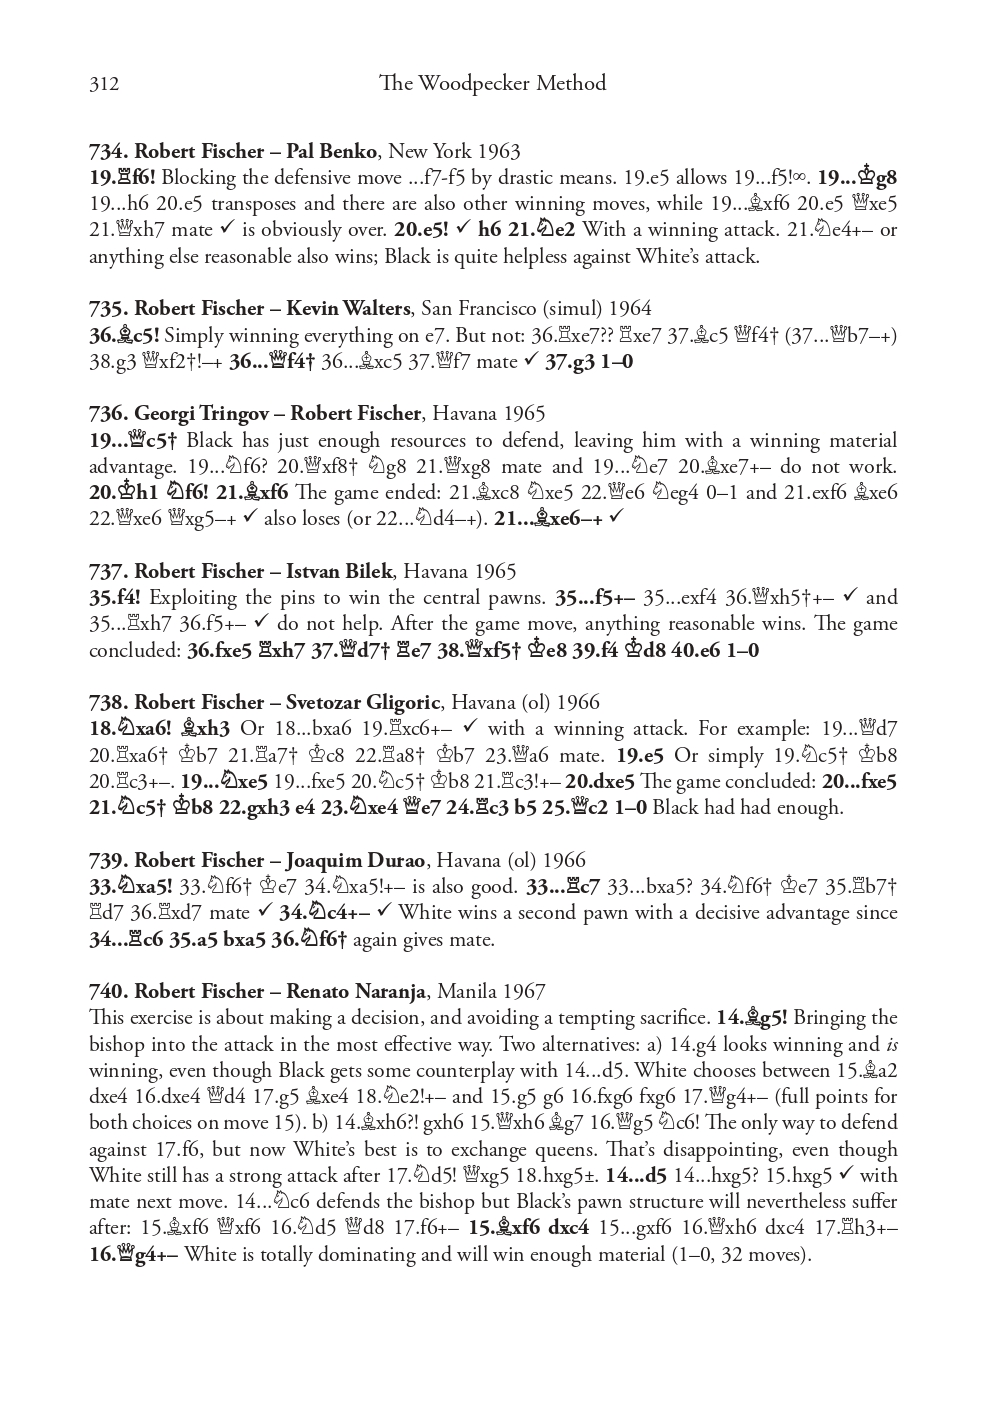 312 The Woodpecker Method
734. Robert Fischer – Pal Benko, New York 1963
19.♖f6! Blocking the defensive move ...f7-f5 by drastic means. 19.e5 allows 19...f5!∞. 19...♔g8
19...h6 20.e5 transposes and there are also other winning moves, while 19...♗xf6 20.e5 ♕xe5
21.♕xh7 mate ✓ is obviously over. 20.e5! ✓ h6 21.♘e2 With a winning attack. 21.♘e4+– or
anything else reasonable also wins; Black is quite helpless against White's attack.
735. Robert Fischer – Kevin Walters, San Francisco (simul) 1964
36.♗c5! Simply winning everything on e7. But not: 36.♖xe7?? ♖xe7 37.♗c5 ♕f4† (37...♕b7–+)
38.g3 ♕xf2†!–+ 36...♕f4† 36...♗xc5 37.♕f7 mate ✓ 37.g3 1–0
736. Georgi Tringov – Robert Fischer, Havana 1965
19...♕c5† Black has just enough resources to defend, leaving him with a winning material
advantage. 19...♘f6? 20.♕xf8† ♘g8 21.♕xg8 mate and 19...♘e7 20.♗xe7+– do not work.
20.♔h1 ♘f6! 21.♗xf6 The game ended: 21.♗xc8 ♘xe5 22.♕e6 ♘eg4 0–1 and 21.exf6 ♗xe6
22.♕xe6 ♕xg5–+ ✓ also loses (or 22...♘d4–+). 21...♗xe6–+ ✓
737. Robert Fischer – Istvan Bilek, Havana 1965
35.f4! Exploiting the pins to win the central pawns. 35...f5+– 35...exf4 36.♕xh5†+– ✓ and
35...♖xh7 36.f5+– ✓ do not help. After the game move, anything reasonable wins. The game
concluded: 36.fxe5 ♖xh7 37.♕d7† ♖e7 38.♕xf5† ♔e8 39.f4 ♔d8 40.e6 1–0
738. Robert Fischer – Svetozar Gligoric, Havana (ol) 1966
18.♘xa6! ♗xh3 Or 18...bxa6 19.♖xc6+– ✓ with a winning attack. For example: 19...♕d7
20.♖xa6† ♔b7 21.♖a7† ♔c8 22.♖a8† ♔b7 23.♕a6 mate. 19.e5 Or simply 19.♘c5† ♔b8
20.♖c3+–. 19...♘xe5 19...fxe5 20.♘c5† ♔b8 21.♖c3!+– 20.dxe5 The game concluded: 20...fxe5
21.♘c5† ♔b8 22.gxh3 e4 23.♘xe4 ♕e7 24.♖c3 b5 25.♕c2 1–0 Black had had enough.
739. Robert Fischer – Joaquim Durao, Havana (ol) 1966
33.♘xa5! 33.♘f6† ♔e7 34.♘xa5!+– is also good. 33...♖c7 33...bxa5? 34.♘f6† ♔e7 35.♖b7†
♖d7 36.♖xd7 mate ✓ 34.♘c4+– ✓ White wins a second pawn with a decisive advantage since
34...♖c6 35.a5 bxa5 36.♘f6† again gives mate.
740. Robert Fischer – Renato Naranja, Manila 1967
This exercise is about making a decision, and avoiding a tempting sacrifice. 14.♗g5! Bringing the
bishop into the attack in the most effective way. Two alternatives: a) 14.g4 looks winning and is
winning, even though Black gets some counterplay with 14...d5. White chooses between 15.♗a2
dxe4 16.dxe4 ♕d4 17.g5 ♗xe4 18.♘e2!+– and 15.g5 g6 16.fxg6 fxg6 17.♕g4+– (full points for
both choices on move 15). b) 14.♗xh6?! gxh6 15.♕xh6 ♗g7 16.♕g5 ♘c6! The only way to defend
against 17.f6, but now White's best is to exchange queens. That's disappointing, even though
White still has a strong attack after 17.♘d5! ♕xg5 18.hxg5±. 14...d5 14...hxg5? 15.hxg5 ✓ with
mate next move. 14...♘c6 defends the bishop but Black's pawn structure will nevertheless suffer
after: 15.♗xf6 ♕xf6 16.♘d5 ♕d8 17.f6+– 15.♗xf6 dxc4 15...gxf6 16.♕xh6 dxc4 17.♖h3+–
16.♕g4+– White is totally dominating and will win enough material (1–0, 32 moves).